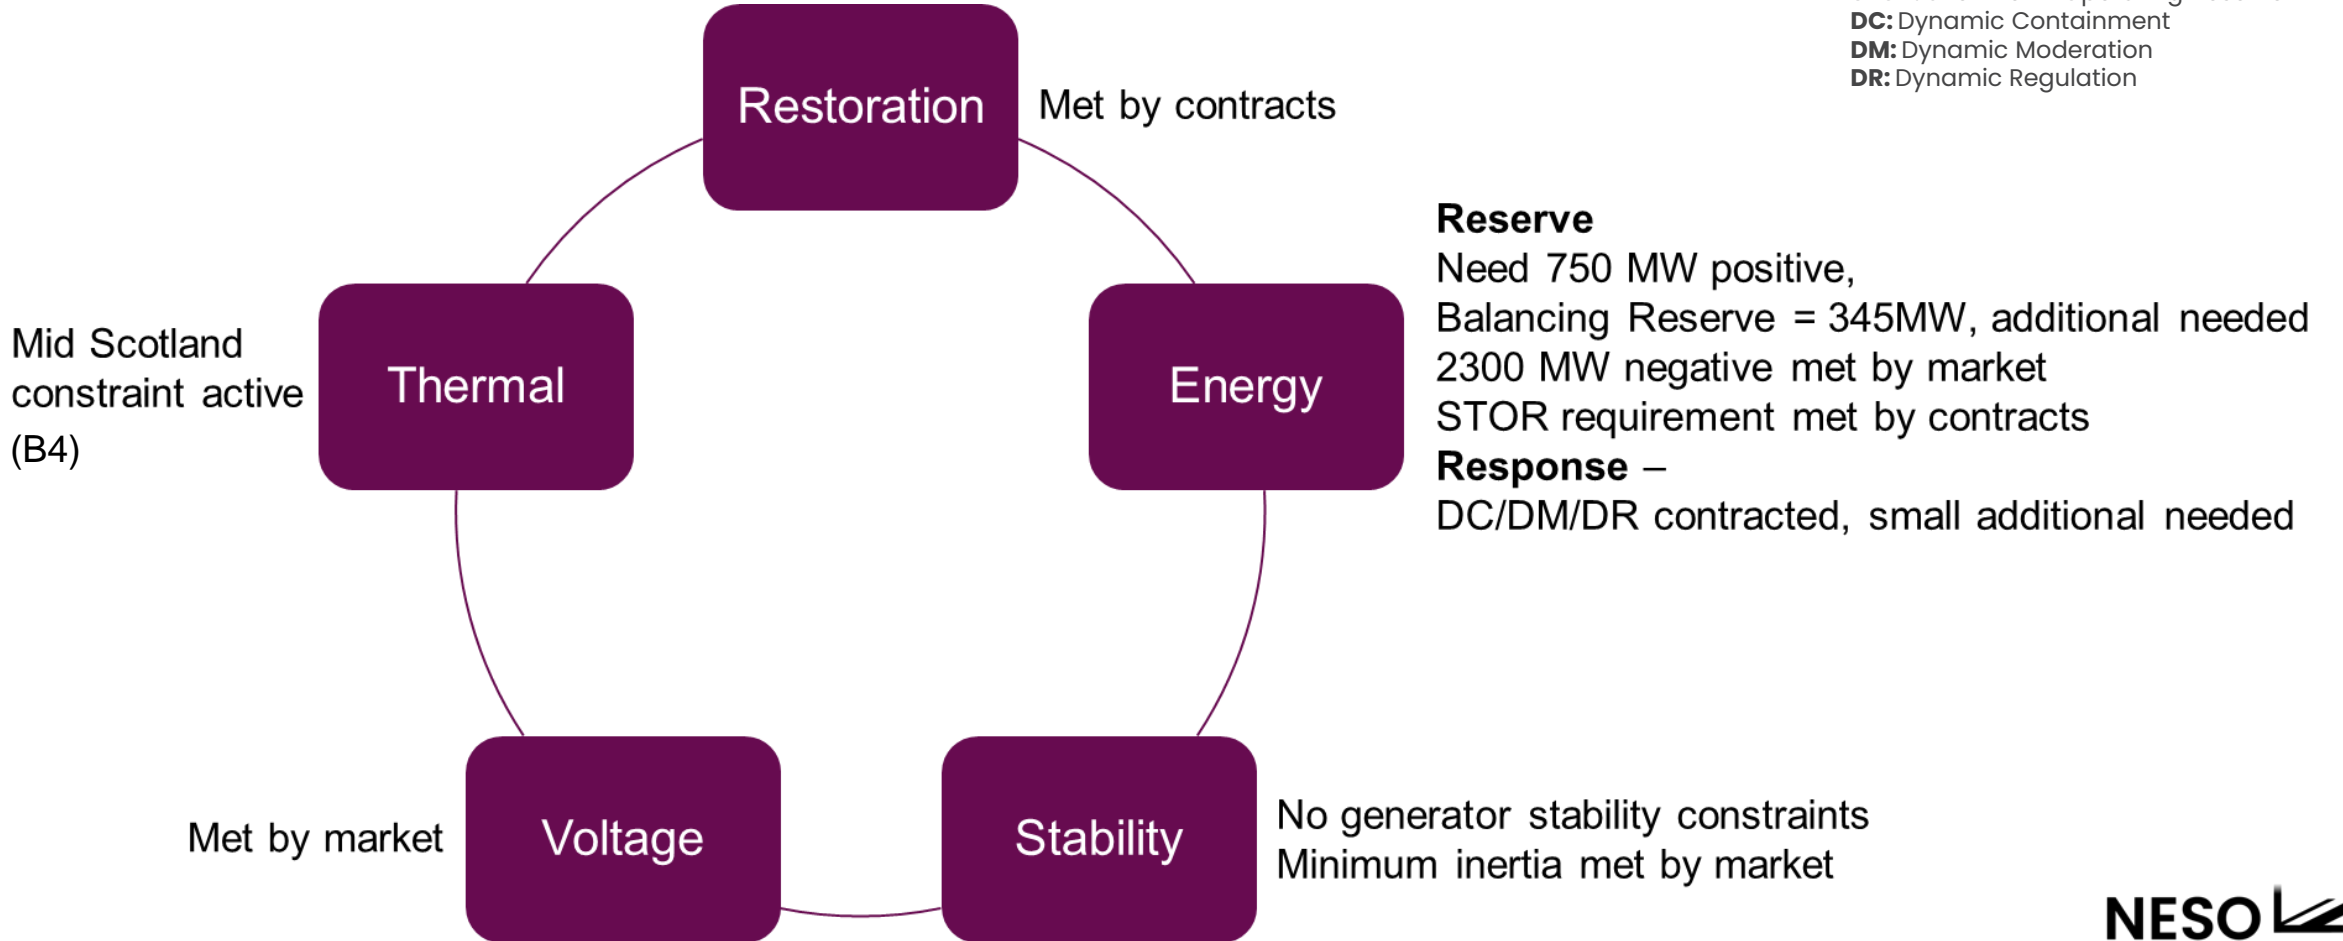 DC: Dynamic Containment
DM: Dynamic Moderation
DR: Dynamic Regulation
Restoration
Met by contracts
Reserve
Need 750 MW positive,
Balancing Reserve = 345MW, additional needed
2300 MW negative met by market
STOR requirement met by contracts
Response –
DC/DM/DR contracted, small additional needed
Energy
Mid Scotland
constraint active
(B4)
Thermal
Met by market
Voltage
Stability
No generator stability constraints
Minimum inertia met by market
NESO